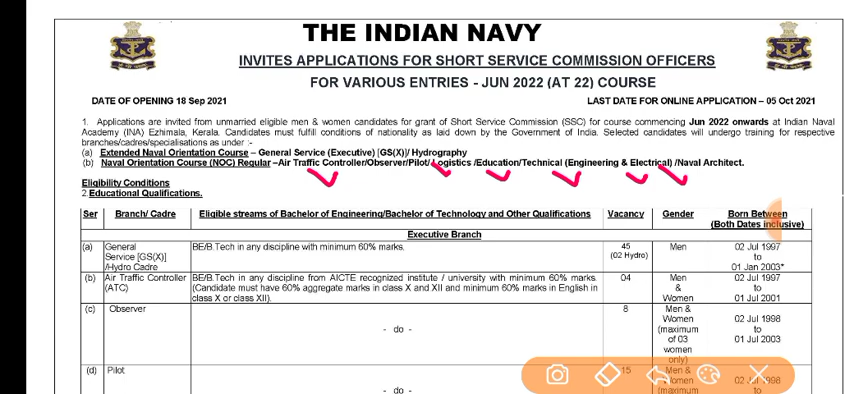 THE INDIAN NAVY
INVITES APPLICATIONS FOR SHORT SERVICE COMMISSION OFFICERS
FOR VARIOUS ENTRIES - JUN 2022 (AT 22) COURSE
DATE OF OPENING 18 Sep 2021 LAST DATE FOR ONLINE APPLICATION – 05 Oct 2021
1. Applications are invited from unmarried eligible men & women candidates for grant of Short Service Commission (SSC) for course commencing Jun 2022 onwards at Indian Naval
Academy (INA) Ezhimala, Kerala. Candidates must fulfill conditions of nationality as laid down by the Government of India. Selected candidates will undergo training for respective
branches/cadres/specialisations as under :-
(a) Extended Naval Orientation Course – General Service (Executive) [GS(X)]/ Hydrography
(b) Naval Orientation Course (NOC) Regular –Air Traffic Controller/Observer/Pilot/Logistics /Education/Technical (Engineering & Electrical) /Naval Architect.
Eligibility Conditions
2. Educational Qualifications.
Ser Branch/ Cadre Eligible streams of Bachelor of Engineering/Bachelor of Technology and Other Qualifications Vacancy Gender Born Between
(Both Dates inclusive)
Executive Branch
(a) General BE/B.Tech in any discipline with minimum 60% marks. 45 Men 02 Jul 1997
Service [GS(X)] (02 Hydro) to
/Hydro Cadre 01 Jan 2003*
(b) Air Traffic Controller BE/B.Tech in any discipline from AICTE recognized institute / university with minimum 60% marks. 04 Men 02 Jul 1997
(ATC) (Candidate must have 60% aggregate marks in class X and XII and minimum 60% marks in English in & to
class X or class XII). Women 01 Jul 2001
(c) Observer 8 Men &
Women 02 Jul 1998
- do - (maximum to
of 03 01 Jul 2003
women
only)
(d) Pilot 15 Men &
Women 02 Jul 1998
- do - (maximum to